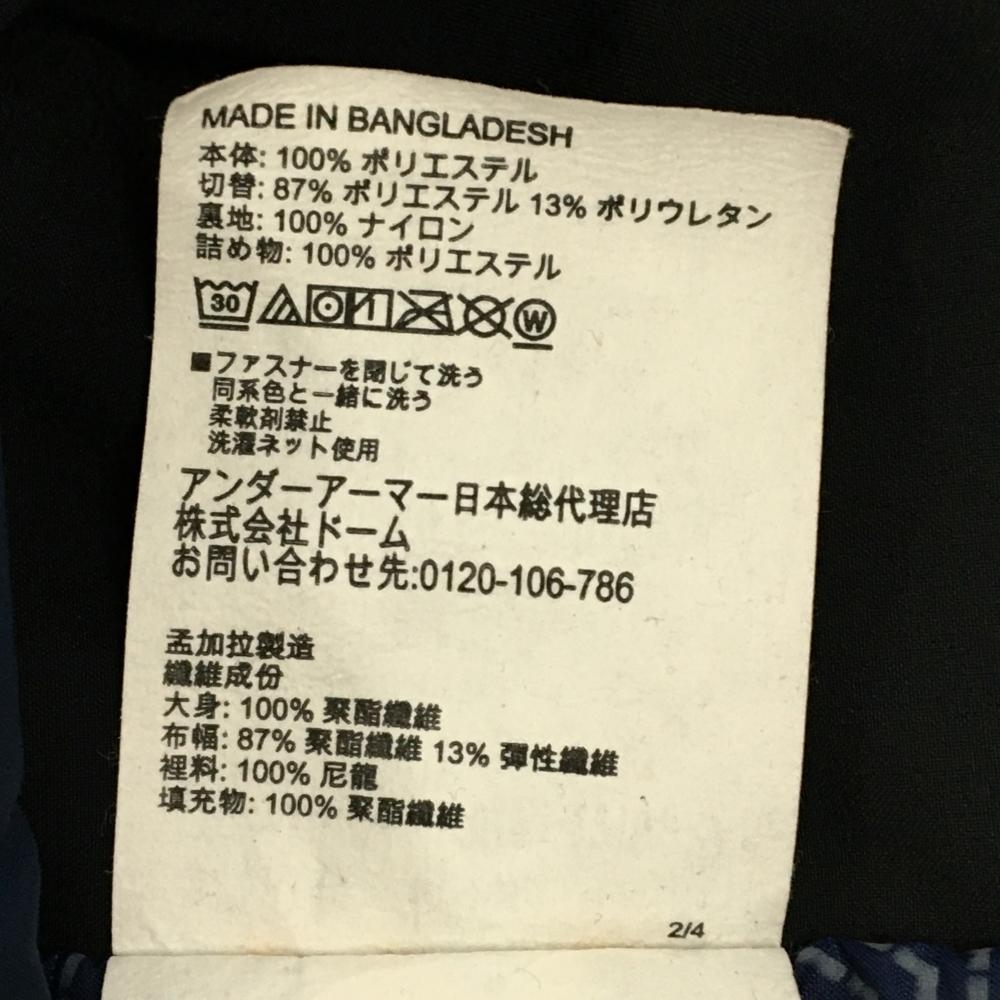 MADE IN BANGLADESH
本体: 100% ポリエステル
切替: 87% ポリエステル 13% ポリウレタン
裏地: 100% ナイロン
詰め物: 100% ポリエステル
30 W
■ファスナーを閉じて洗う
同系色と一緒に洗う
柔軟剤禁止
洗濯ネット使用
アンダーアーマー日本総代理店
株式会社ドーム
お問い合わせ先:0120-106-786
孟加拉製造
纖維成份
大身: 100% 聚酯纖維
布幅: 87% 聚酯纖維 13% 彈性纖維
裡料: 100% 尼龍
填充物: 100% 聚酯纖維
2/4